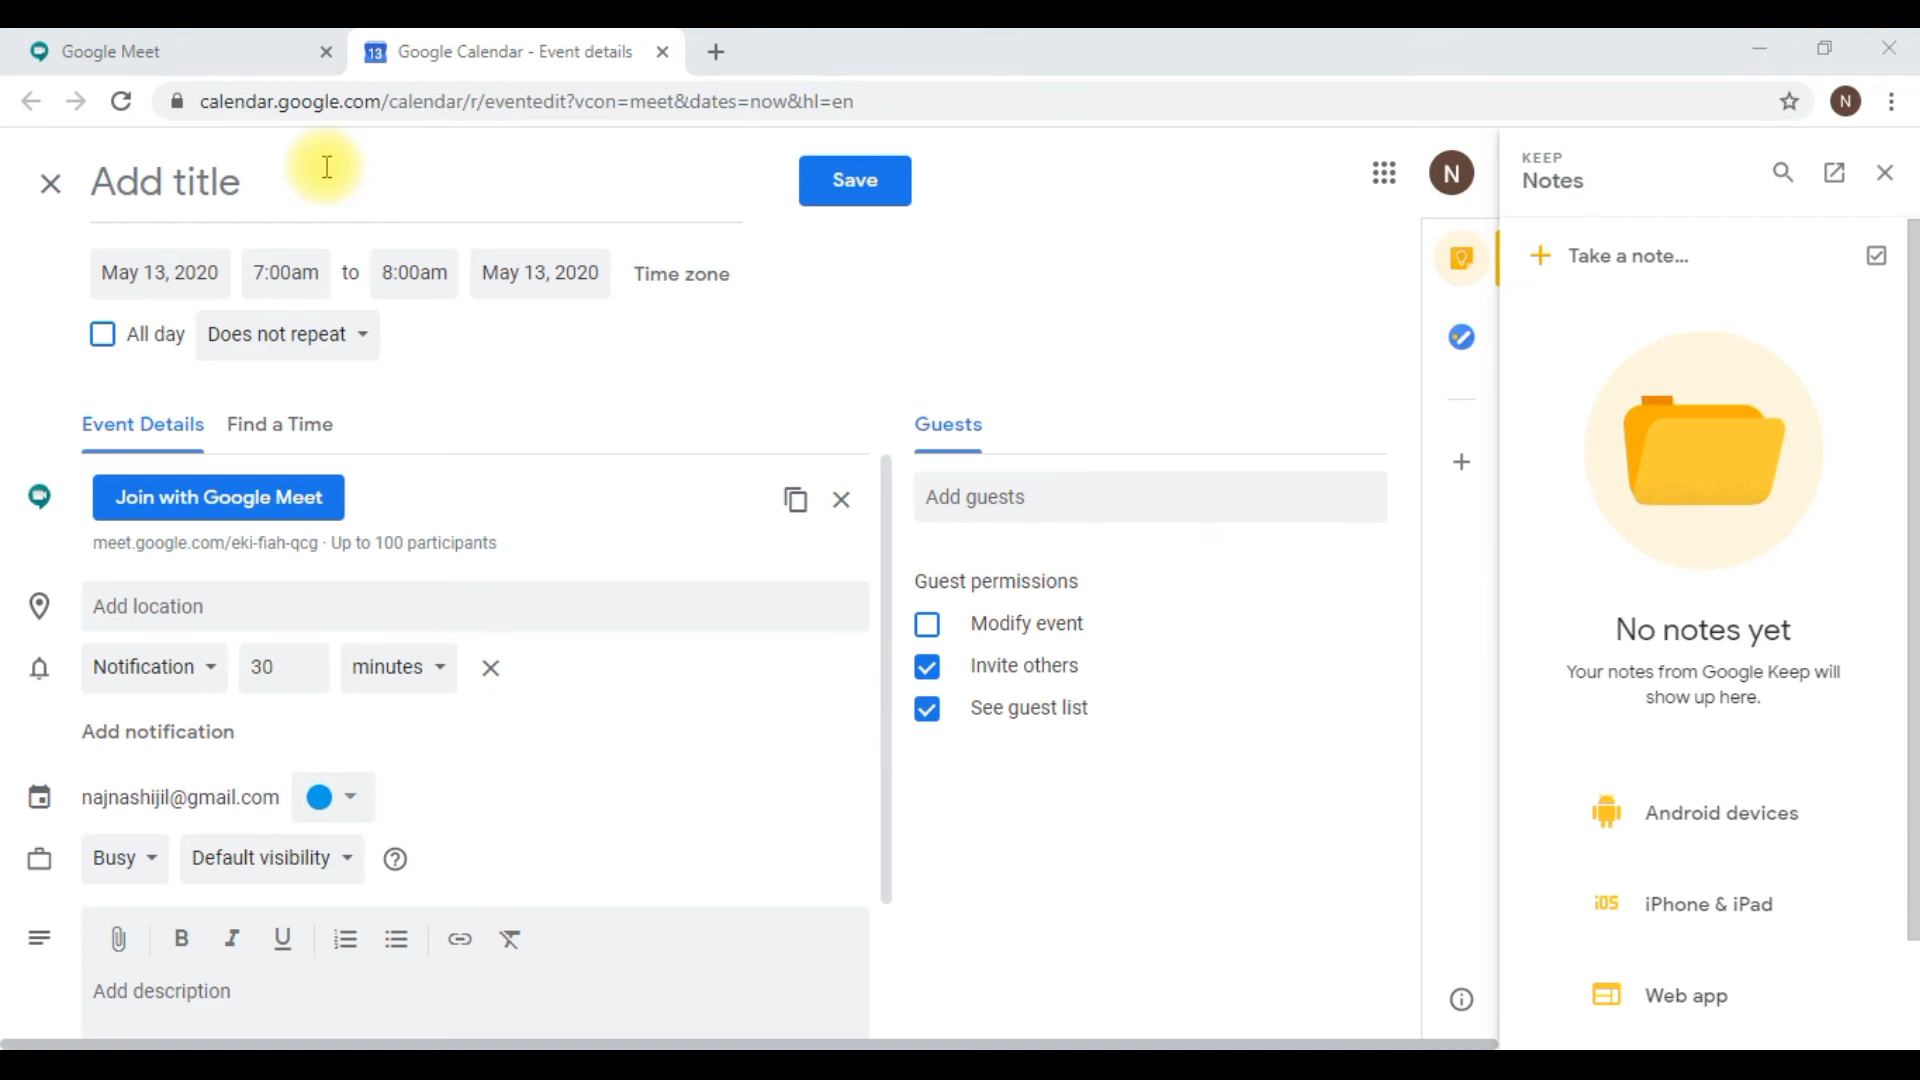 Google Meet
Google Calendar - Event details
calendar.google.com/calendar/r/eventedit?vcon=meet&dates=now&hl=en
N
Add title
Save
N
May 13, 2020 7:00am to 8:00am May 13, 2020 Time zone
All day Does not repeat
Event Details Find a Time
Join with Google Meet
meet.google.com/eki-fiah-qcg · Up to 100 participants
Add location
Notification 30 minutes
Add notification
najnashijil@gmail.com
Busy Default visibility
B I U
Add description
Guests
Add guests
Guest permissions
Modify event
Invite others
See guest list
KEEP
Notes
Take a note...
No notes yet
Your notes from Google Keep will
show up here.
Android devices
iOS iPhone & iPad
Web app
13